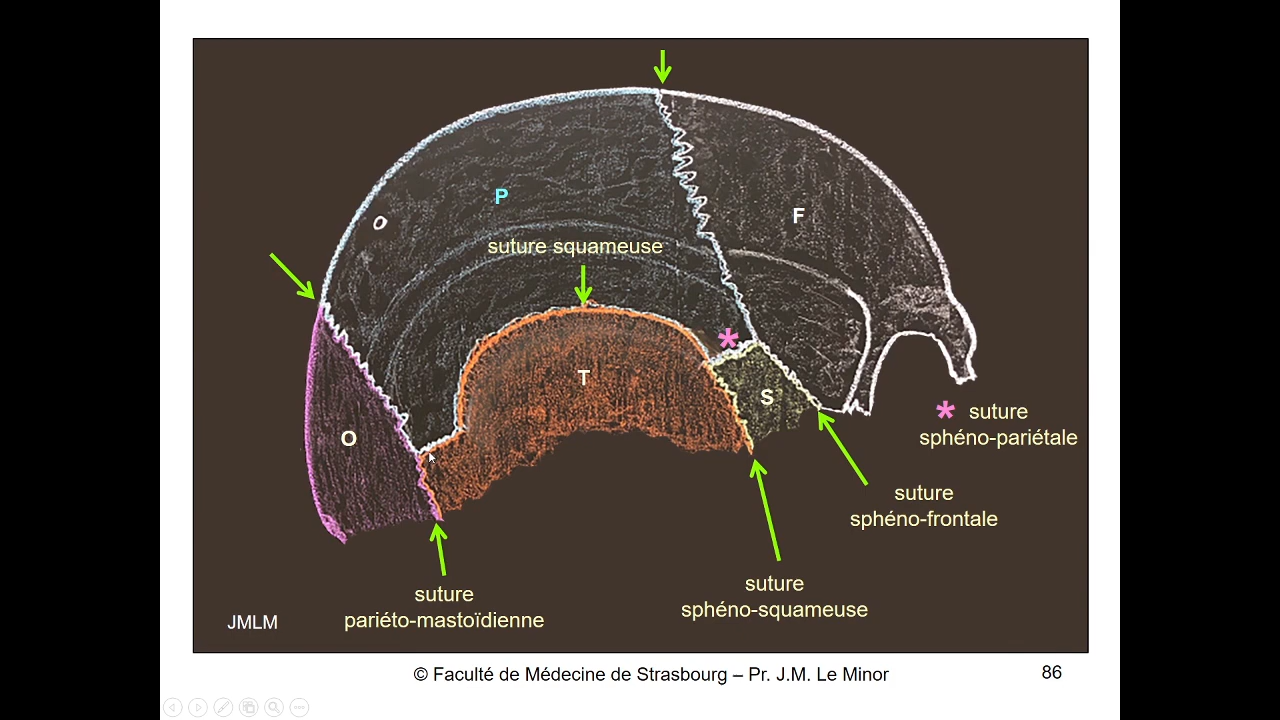 P
F
suture squameuse
*
T
S
O
* suture
sphéno-pariétale
suture
sphéno-frontale
suture
sphéno-squameuse
suture
pariéto-mastoïdienne
JMLM
© Faculté de Médecine de Strasbourg – Pr. J.M. Le Minor
86